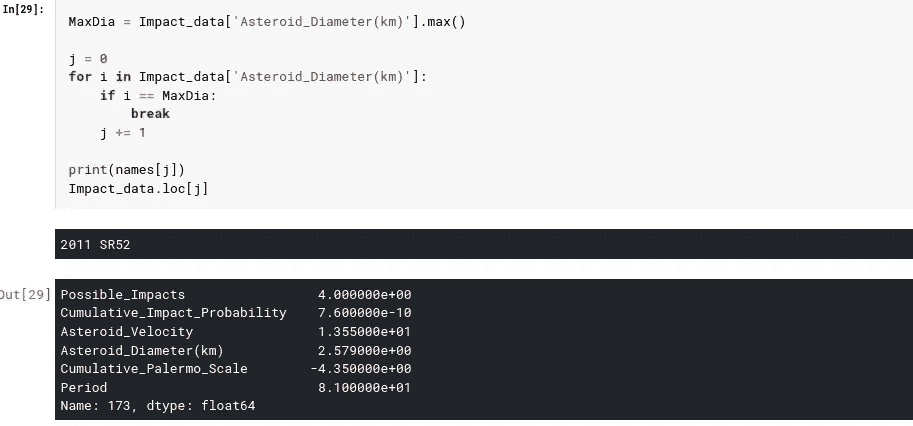 In[29]:
MaxDia = Impact_data['Asteroid_Diameter(km)'].max()
j = 0
for i in Impact_data['Asteroid_Diameter(km)']:
    if i == MaxDia:
        break
    j += 1
print(names[j])
Impact_data.loc[j]
2011 SR52
Out[29]
Possible_Impacts                 4.000000e+00
Cumulative_Impact_Probability    7.600000e-10
Asteroid_Velocity                1.355000e+01
Asteroid_Diameter(km)            2.579000e+00
Cumulative_Palermo_Scale        -4.350000e+00
Period                           8.100000e+01
Name: 173, dtype: float64